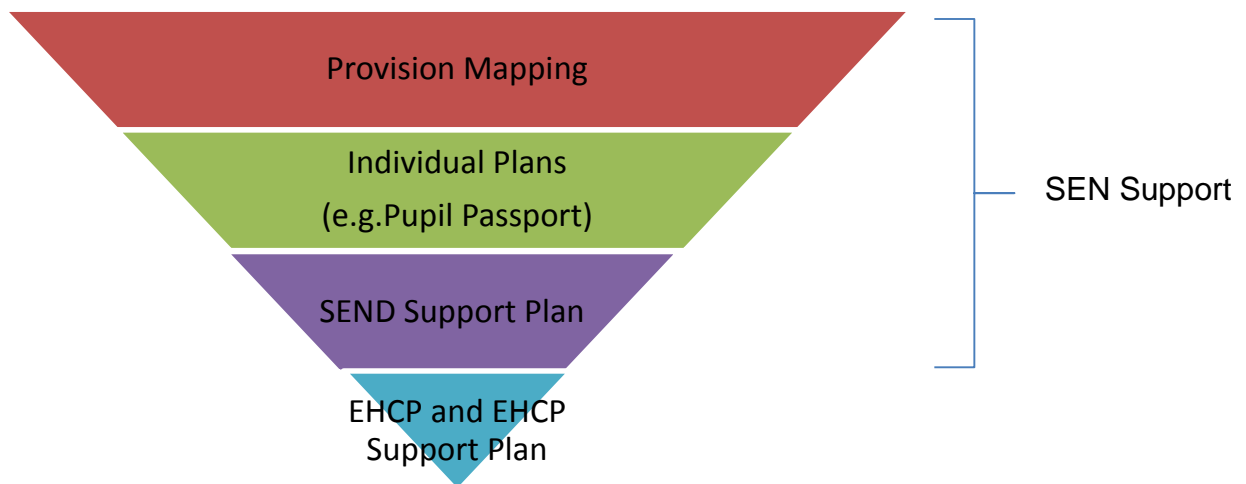 Provision Mapping
Individual Plans
(e.g.Pupil Passport)
SEN Support
SEND Support Plan
EHCP and EHCP
Support Plan